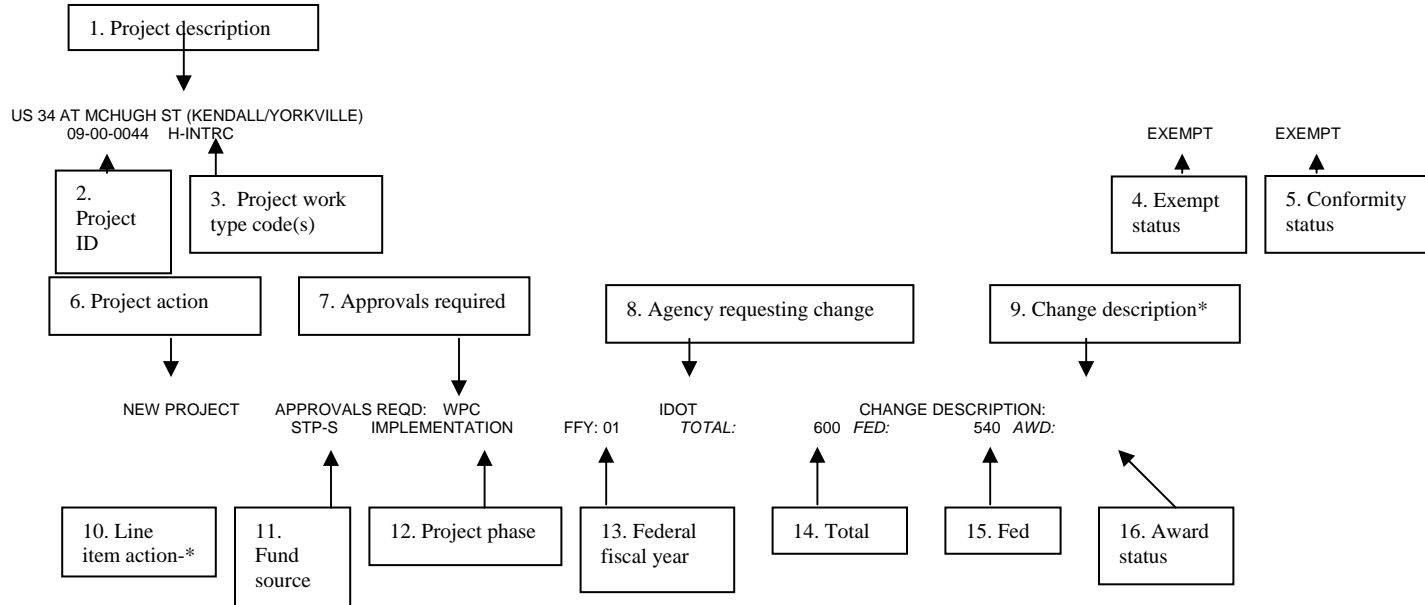 1. Project description
US 34 AT MCHUGH ST (KENDALL/YORKVILLE)
09-00-0044 H-INTRC
EXEMPT EXEMPT
2.
Project
ID
3. Project work
type code(s)
4. Exempt
status
5. Conformity
status
6. Project action
7. Approvals required
8. Agency requesting change
9. Change description*
NEW PROJECT APPROVALS REQD: WPC IDOT CHANGE DESCRIPTION:
STP-S IMPLEMENTATION FFY: 01 TOTAL: 600 FED: 540 AWD:
10. Line
item action-*
11.
Fund
source
12. Project phase
13. Federal
fiscal year
14. Total
15. Fed
16. Award
status